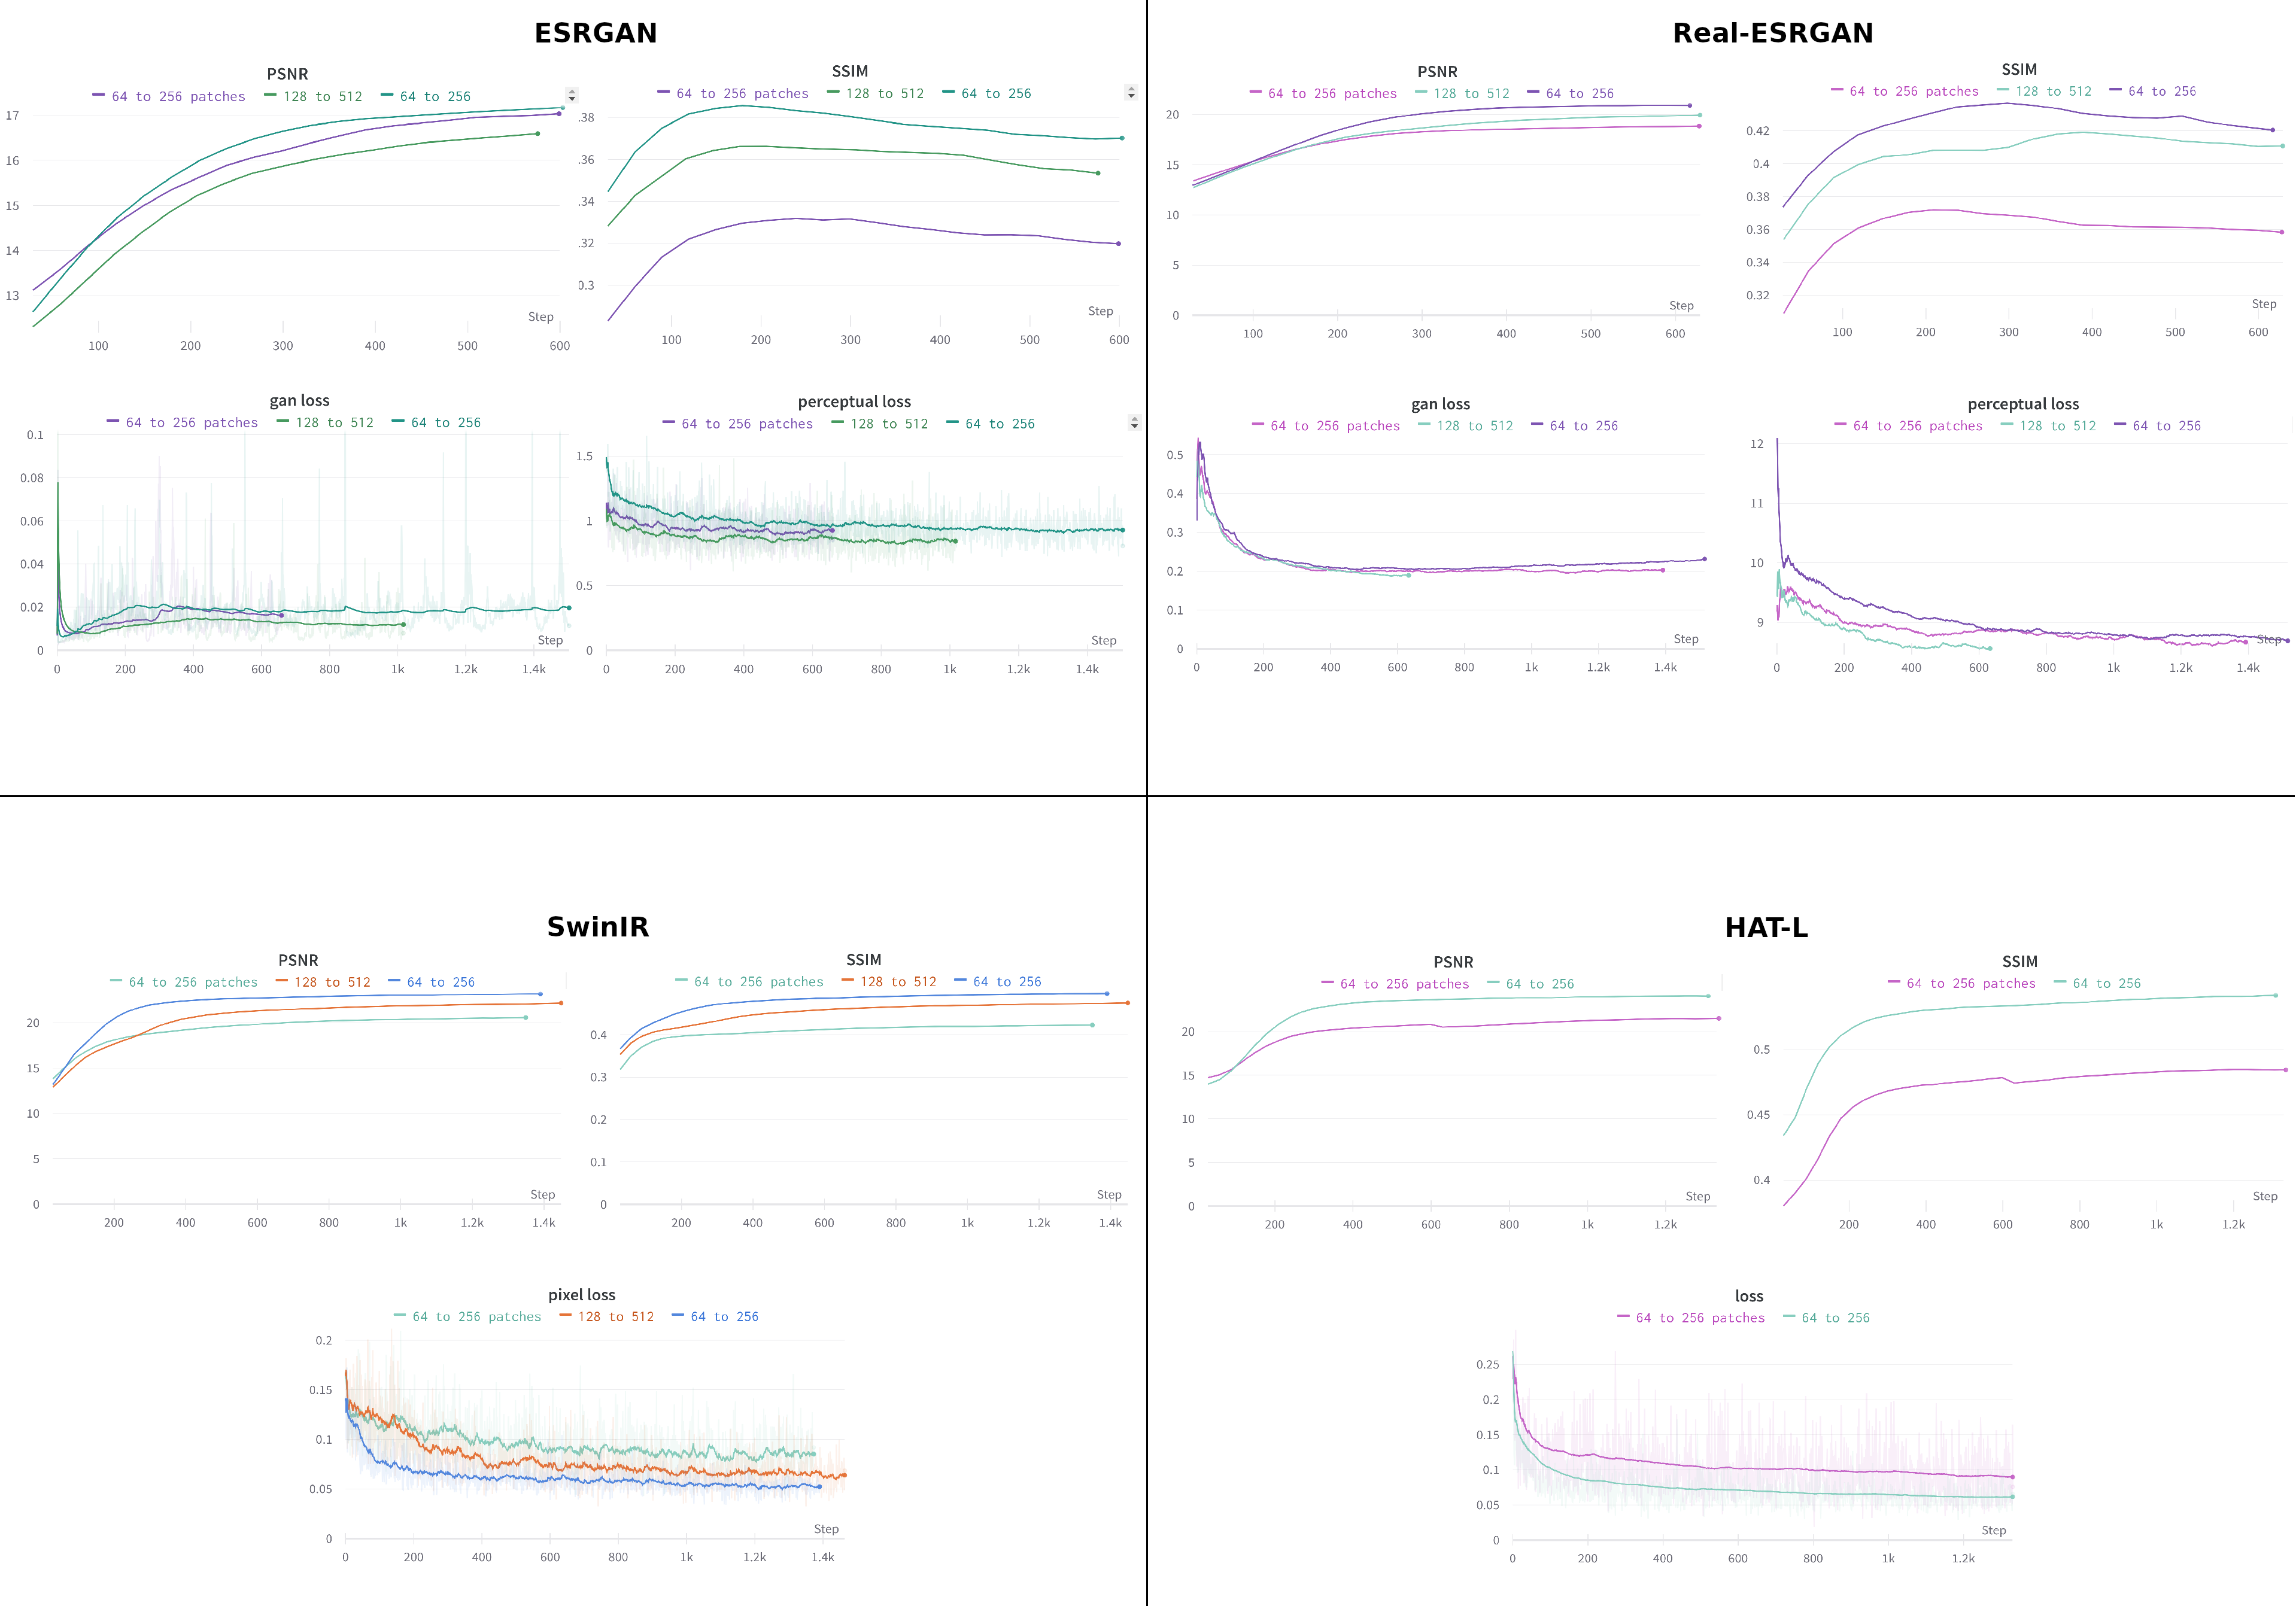 ESRGAN
PSNR
64 to 256 patches 128 to 512 64 to 256
17
16
15
14
13
Step
100 200 300 400 500 600
SSIM
64 to 256 patches 128 to 512 64 to 256
.38
.36
.34
.32
0.3
Step
100 200 300 400 500 600
gan loss
64 to 256 patches 128 to 512 64 to 256
0.1
0.08
0.06
0.04
0.02
0
Step
0 200 400 600 800 1k 1.2k 1.4k
perceptual loss
64 to 256 patches 128 to 512 64 to 256
1.5
1
0.5
0
Step
0 200 400 600 800 1k 1.2k 1.4k
Real-ESRGAN
PSNR
64 to 256 patches 128 to 512 64 to 256
20
15
10
5
0
Step
100 200 300 400 500 600
SSIM
64 to 256 patches 128 to 512 64 to 256
0.42
0.4
0.38
0.36
0.34
0.32
Step
100 200 300 400 500 600
gan loss
64 to 256 patches 128 to 512 64 to 256
0.5
0.4
0.3
0.2
0.1
0
Step
0 200 400 600 800 1k 1.2k 1.4k
perceptual loss
64 to 256 patches 128 to 512 64 to 256
12
11
10
9
Step
0 200 400 600 800 1k 1.2k 1.4k
SwinIR
PSNR
64 to 256 patches 128 to 512 64 to 256
20
15
10
5
0
Step
200 400 600 800 1k 1.2k 1.4k
SSIM
64 to 256 patches 128 to 512 64 to 256
0.4
0.3
0.2
0.1
0
Step
200 400 600 800 1k 1.2k 1.4k
pixel loss
64 to 256 patches 128 to 512 64 to 256
0.2
0.15
0.1
0.05
0
Step
0 200 400 600 800 1k 1.2k 1.4k
HAT-L
PSNR
64 to 256 patches 64 to 256
20
15
10
5
0
Step
200 400 600 800 1k 1.2k
SSIM
64 to 256 patches 64 to 256
0.5
0.45
0.4
Step
200 400 600 800 1k 1.2k
loss
64 to 256 patches 64 to 256
0.25
0.2
0.15
0.1
0.05
0
Step
0 200 400 600 800 1k 1.2k